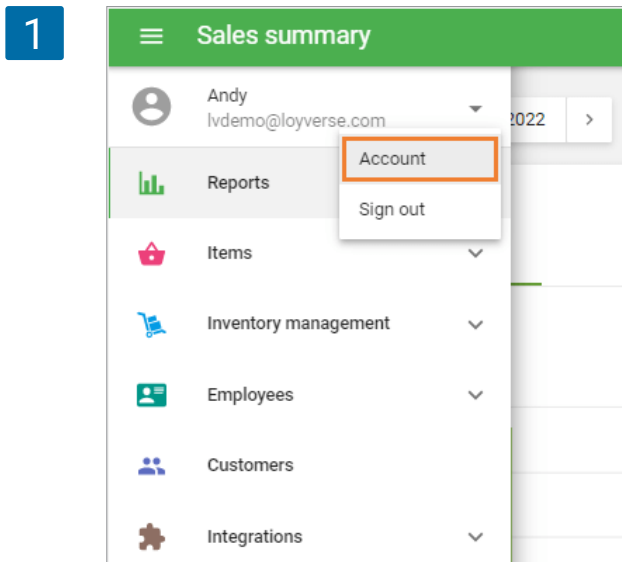 1
Sales summary
Andy
lvdemo@loyverse.com
2022
Account
Reports
Sign out
Items
Inventory management
Employees
Customers
Integrations